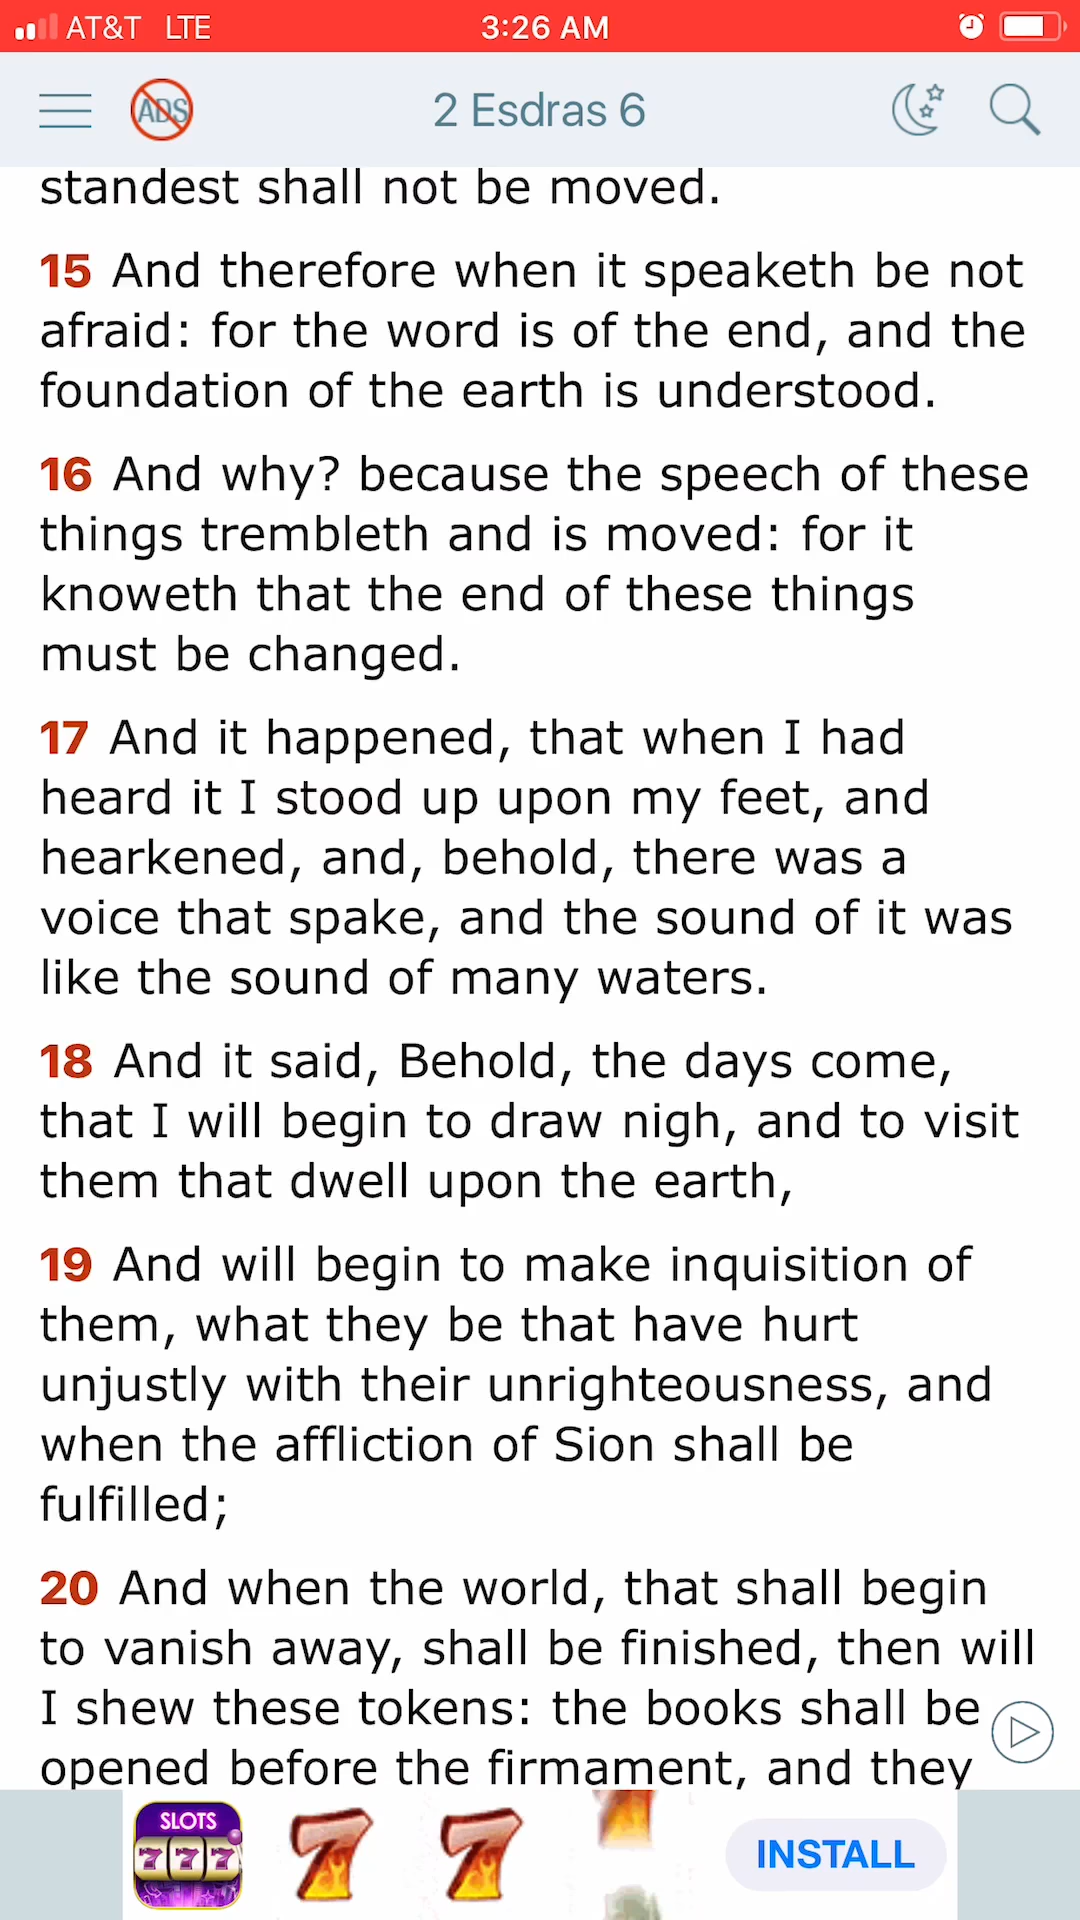 AT&T LTE 3:26 AM
ADS 2 Esdras 6
standest shall not be moved.
15 And therefore when it speaketh be not
afraid: for the word is of the end, and the
foundation of the earth is understood.
16 And why? because the speech of these
things trembleth and is moved: for it
knoweth that the end of these things
must be changed.
17 And it happened, that when I had
heard it I stood up upon my feet, and
hearkened, and, behold, there was a
voice that spake, and the sound of it was
like the sound of many waters.
18 And it said, Behold, the days come,
that I will begin to draw nigh, and to visit
them that dwell upon the earth,
19 And will begin to make inquisition of
them, what they be that have hurt
unjustly with their unrighteousness, and
when the affliction of Sion shall be
fulfilled;
20 And when the world, that shall begin
to vanish away, shall be finished, then will
I shew these tokens: the books shall be
opened before the firmament, and they
SLOTS
777 7 7 INSTALL